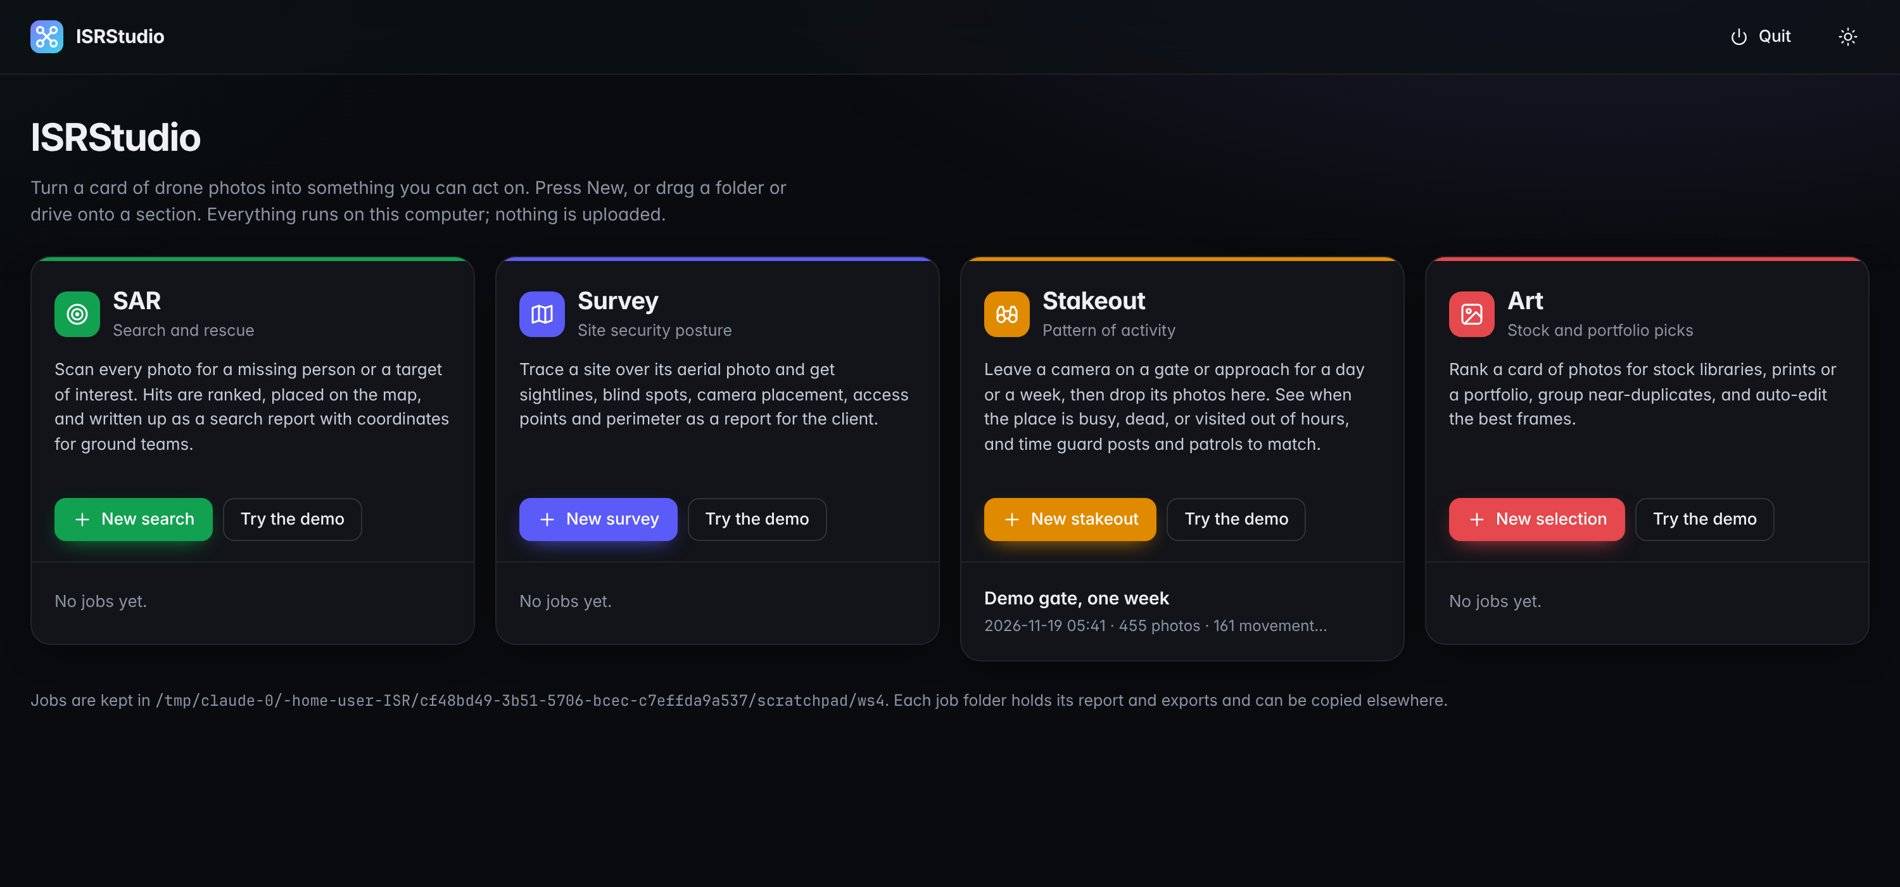 ISRStudio
Quit
ISRStudio
Turn a card of drone photos into something you can act on. Press New, or drag a folder or
drive onto a section. Everything runs on this computer; nothing is uploaded.
SAR
Search and rescue
Scan every photo for a missing person or a target
of interest. Hits are ranked, placed on the map,
and written up as a search report with coordinates
for ground teams.
New search
Try the demo
No jobs yet.
Survey
Site security posture
Trace a site over its aerial photo and get
sightlines, blind spots, camera placement, access
points and perimeter as a report for the client.
New survey
Try the demo
No jobs yet.
Stakeout
Pattern of activity
Leave a camera on a gate or approach for a day
or a week, then drop its photos here. See when
the place is busy, dead, or visited out of hours,
and time guard posts and patrols to match.
New stakeout
Try the demo
Demo gate, one week
2026-11-19 05:41 · 455 photos · 161 movement...
Art
Stock and portfolio picks
Rank a card of photos for stock libraries, prints or
a portfolio, group near-duplicates, and auto-edit
the best frames.
New selection
Try the demo
No jobs yet.
Jobs are kept in /tmp/claude-0/-home-user-ISR/cf48bd49-3b51-5706-bcec-c7effda9a537/scratchpad/ws4. Each job folder holds its report and exports and can be copied elsewhere.